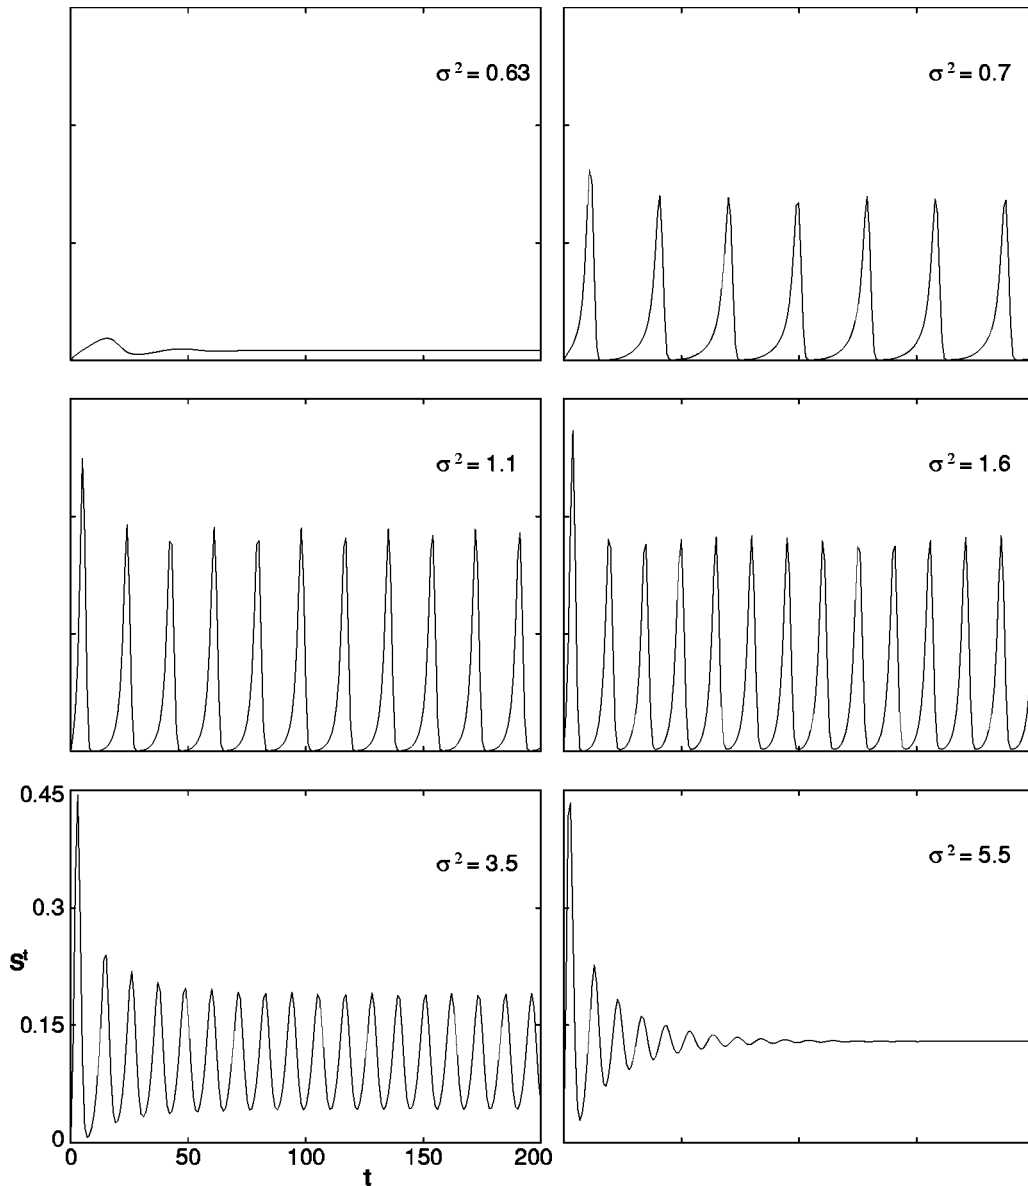 σ² = 0.63
σ² = 0.7
σ² = 1.1
σ² = 1.6
0.45
σ² = 3.5
σ² = 5.5
0.3
Sᵗ
0.15
0
0 50 100 150 200
t